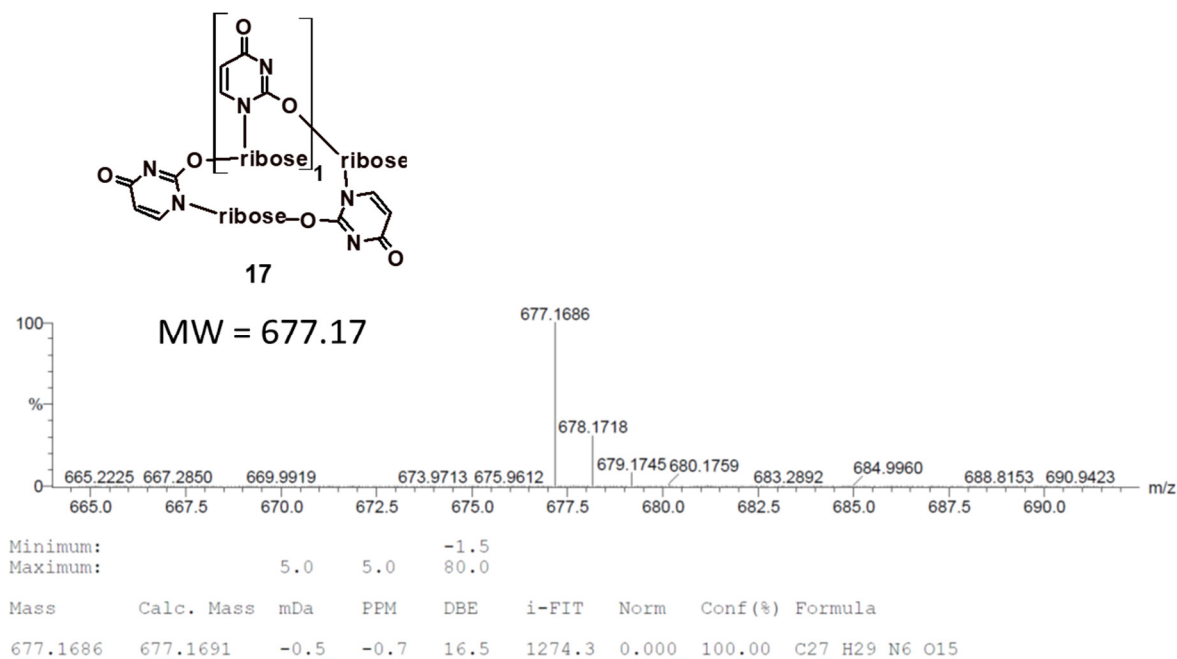 O
N
N O
1
O ribose ribose
O N N
N N
ribose O
N
O
17
MW = 677.17
677.1686
100
%
678.1718
679.1745 680.1759
665.2225 667.2850 669.9919 673.9713 675.9612 683.2892 684.9960 688.8153 690.9423
0
m/z
665.0 667.5 670.0 672.5 675.0 677.5 680.0 682.5 685.0 687.5 690.0
Minimum: -1.5
Maximum: 5.0 5.0 80.0
Mass Calc. Mass mDa PPM DBE i-FIT Norm Conf(%) Formula
677.1686 677.1691 -0.5 -0.7 16.5 1274.3 0.000 100.00 C27 H29 N6 O15